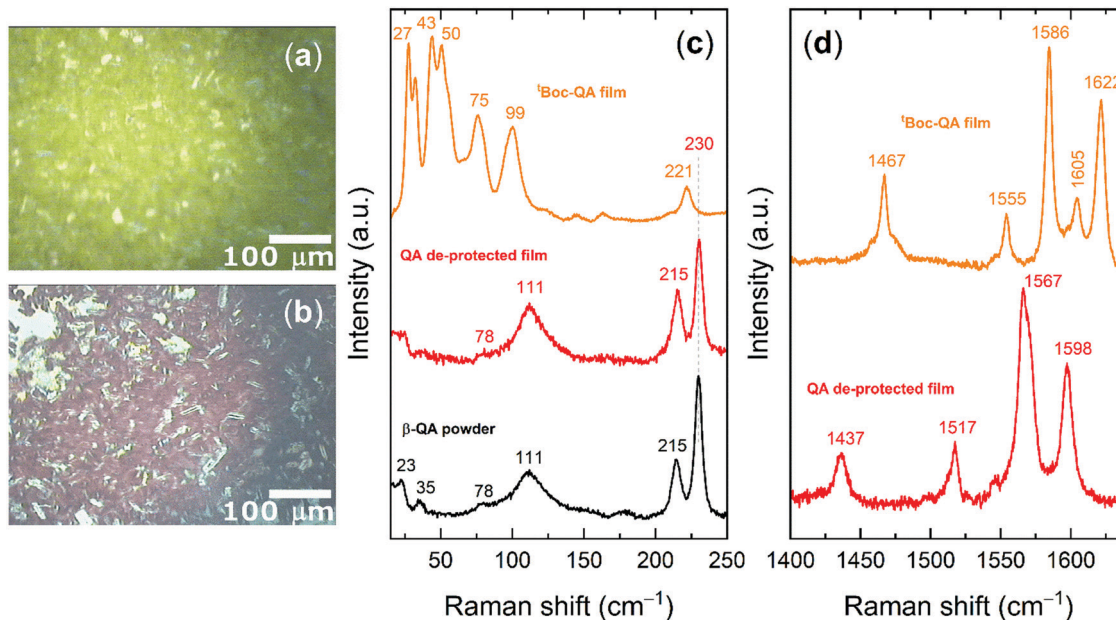 (a)
100 μm
(b)
100 μm
(c)
27
43
50
75
99
221
230
ᵗBoc-QA film
QA de-protected film
78
111
215
β-QA powder
23
35
78
111
215
Intensity (a.u.)
50
100
150
200
250
Raman shift (cm⁻¹)
(d)
1586
1622
ᵗBoc-QA film
1467
1555
1605
1567
1598
QA de-protected film
1437
1517
Intensity (a.u.)
1400
1450
1500
1550
1600
Raman shift (cm⁻¹)